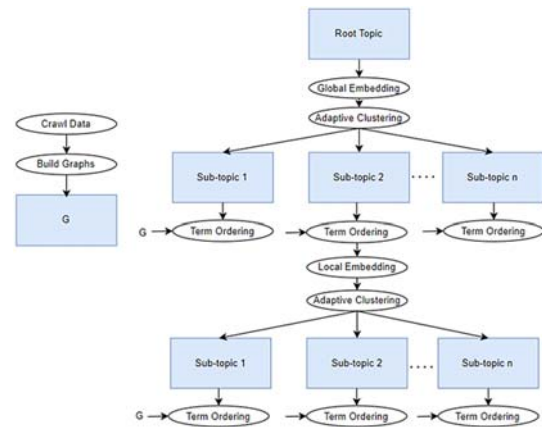 Root Topic
Global Embedding
Adaptive Clustering
Crawl Data
Build Graphs
G
Sub-topic 1
Sub-topic 2
....
Sub-topic n
G
Term Ordering
Term Ordering
Term Ordering
Local Embedding
Adaptive Clustering
Sub-topic 1
Sub-topic 2
....
Sub-topic n
G
Term Ordering
Term Ordering
Term Ordering